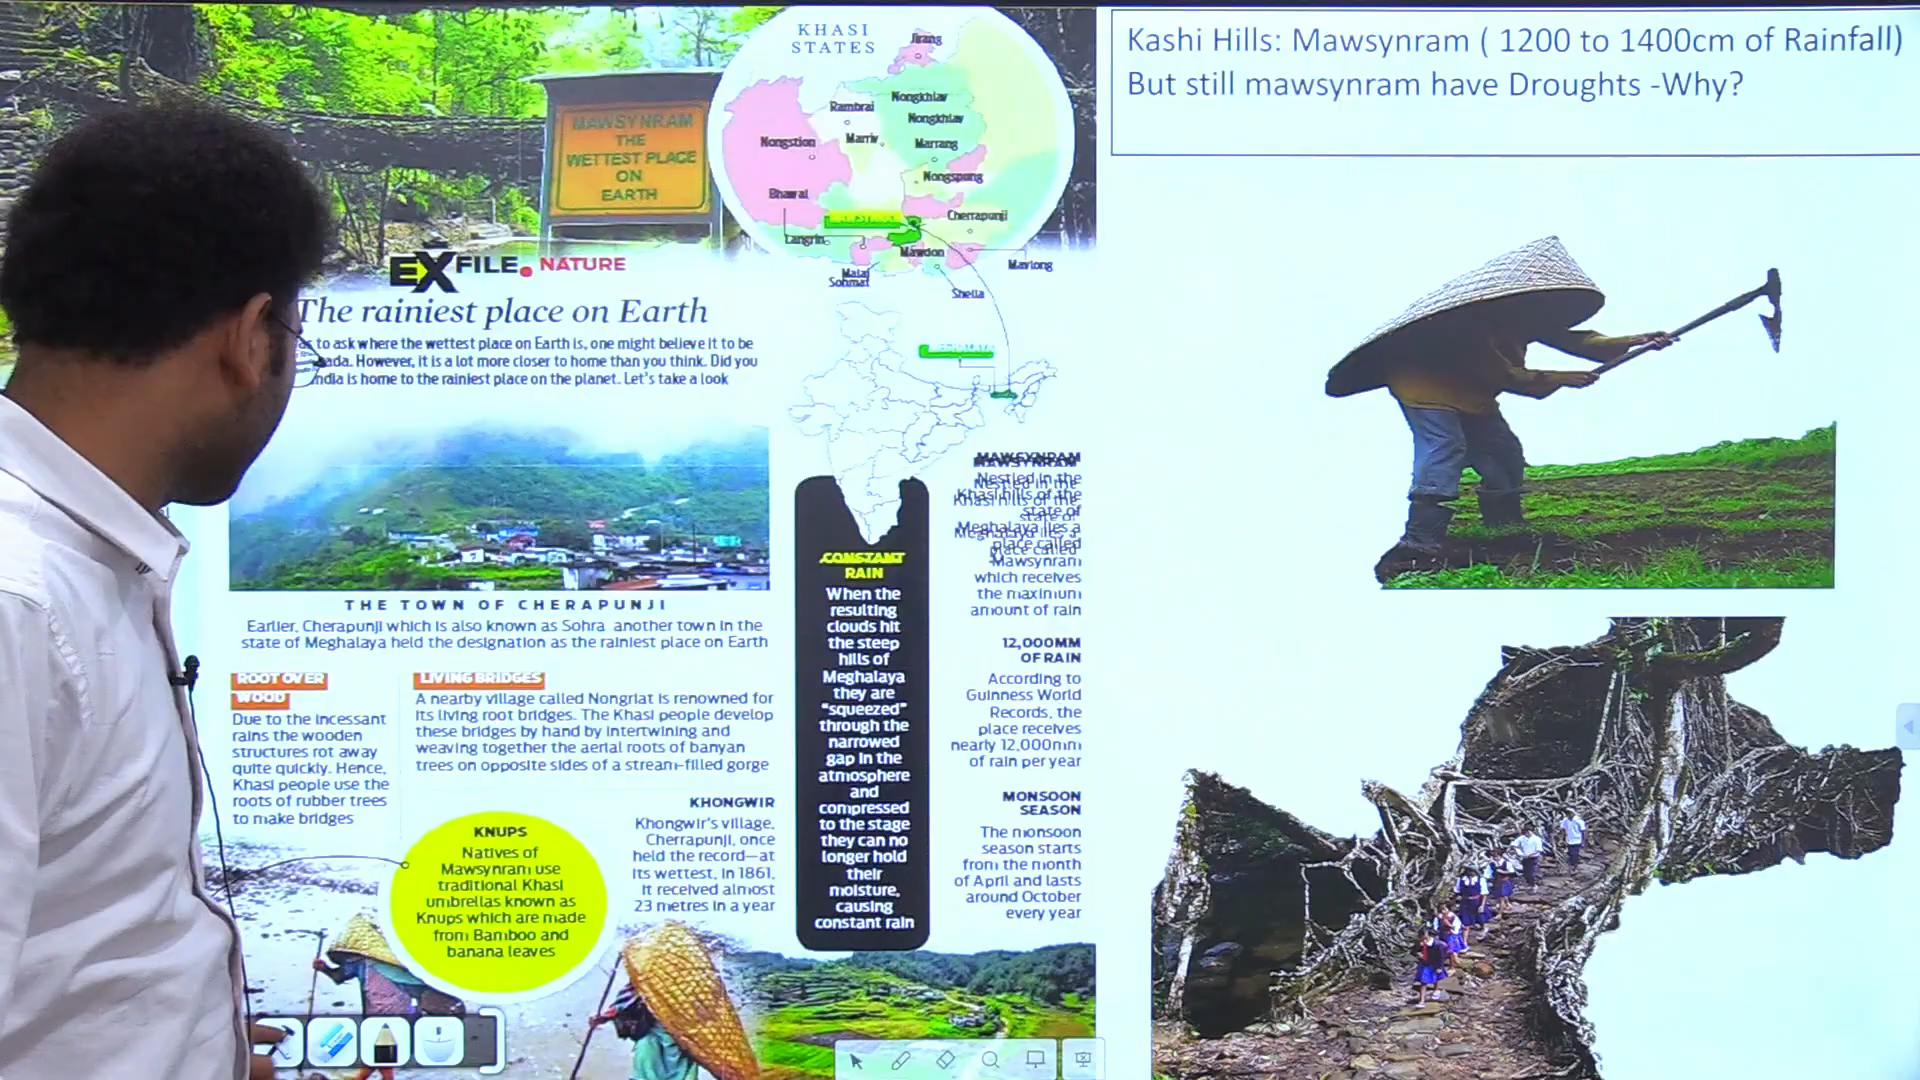 Kashi Hills: Mawsynram ( 1200 to 1400cm of Rainfall)
But still mawsynram have Droughts -Why?
MAWSYNRAM
THE
WETTEST PLACE
ON
EARTH
KHASI
STATES
Jirang
Nongkhlaw
Rambrai
Nongkhlaw
Nongstion
Marriv
Marrang
Nongspung
Bhawal
Cherrapunji
Langrin
Mawdon
Mavlong
Malai
Sohmat
Shella
EX FILE. NATURE
The rainiest place on Earth
to ask where the wettest place on Earth is, one might believe it to be
However, it is a lot more closer to home than you think. Did you
India is home to the rainiest place on the planet. Let's take a look
THE TOWN OF CHERAPUNJI
Earlier, Cherapunji which is also known as Sohra another town in the
state of Meghalaya held the designation as the rainiest place on Earth
ROOT OVER
WOOD
Due to the incessant
rains the wooden
structures rot away
quite quickly. Hence,
Khasi people use the
roots of rubber trees
to make bridges
LIVING BRIDGES
A nearby village called Nongriat is renowned for
its living root bridges. The Khasi people develop
these bridges by hand by intertwining and
weaving together the aerial roots of banyan
trees on opposite sides of a stream-filled gorge
KNUPS
Natives of
Mawsynram use
traditional Khasi
umbrellas known as
Knups which are made
from Bamboo and
banana leaves
KHONGWIR
Khongwir's village,
Cherrapunji, once
held the record—at
its wettest, in 1861,
it received almost
23 metres in a year
CONSTANT
RAIN
When the
resulting
clouds hit
the steep
hills of
Meghalaya
they are
"squeezed"
through the
narrowed
gap in the
atmosphere
and
compressed
to the stage
they can no
longer hold
their
moisture,
causing
constant rain
MAWSYNRAM
Nestled in the
Khasi hills of the
state of
Meghalaya lies a
place called
Mawsynram
which receives
the maximum
amount of rain
12,000MM
OF RAIN
According to
Guinness World
Records, the
place receives
nearly 12,000mm
of rain per year
MONSOON
SEASON
The monsoon
season starts
from the month
of April and lasts
around October
every year